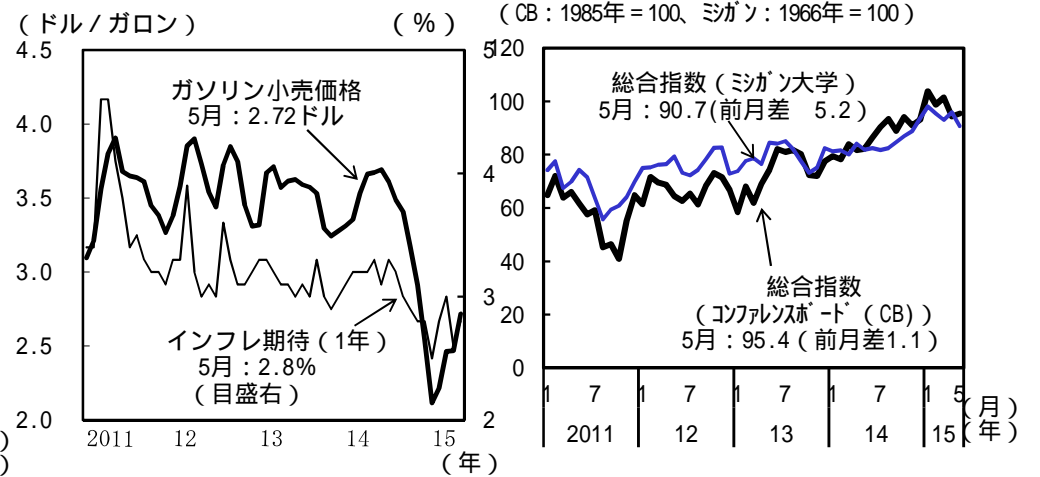 （ドル / ガロン）
（%）
4.5
4.0
3.5
3.0
2.5
2.0
5
4
3
2
ガソリン小売価格
5月：2.72ドル
インフレ期待（1年）
5月：2.8%
（目盛右）
2011 12 13 14 15
（年）
）
）
（CB：1985年＝100、ﾐｼｶﾞﾝ：1966年＝100）
120
100
80
60
40
20
0
総合指数（ﾐｼｶﾞﾝ大学）
5月：90.7(前月差 5.2）
総合指数
（ｺﾝﾌｧﾚﾝｽﾎﾞｰﾄﾞ（CB)）
5月：95.4（前月差1.1）
1 7 1 7 1 7 1 7 1 5
（月）
2011 12 13 14 15
（年）